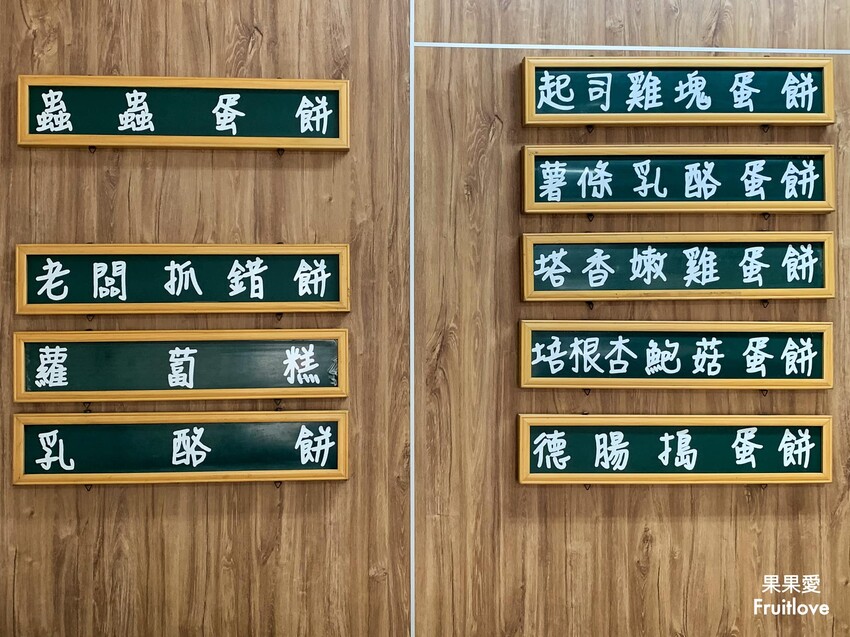 蟲蟲蛋餅
老闆抓錯餅
蘿蔔糕
乳酪餅
起司雞塊蛋餅
薯條乳酪蛋餅
塔香嫩雞蛋餅
培根杏鮑菇蛋餅
德腸搗蛋餅
果果愛
Fruitlove